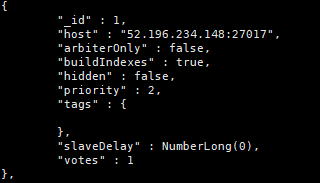 {
"_id" : 1,
"host" : "52.196.234.148:27017",
"arbiterOnly" : false,
"buildIndexes" : true,
"hidden" : false,
"priority" : 2,
"tags" : {
},
"slaveDelay" : NumberLong(0),
"votes" : 1
},